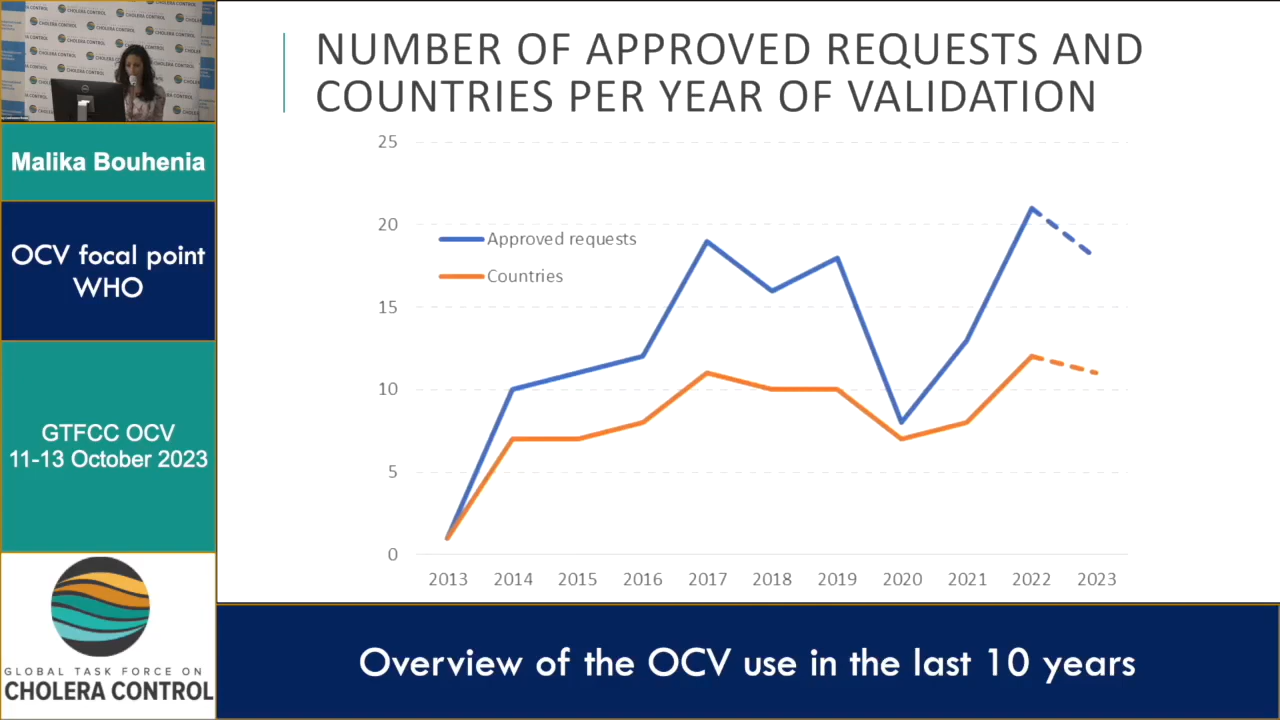 CHOLERA CONTROL
Malika Bouhenia
OCV focal point
WHO
GTFCC OCV
11-13 October 2023
GLOBAL TASK FORCE ON
CHOLERA CONTROL
NUMBER OF APPROVED REQUESTS AND
COUNTRIES PER YEAR OF VALIDATION
25
20
15
10
5
0
Approved requests
Countries
2013 2014 2015 2016 2017 2018 2019 2020 2021 2022 2023
Overview of the OCV use in the last 10 years